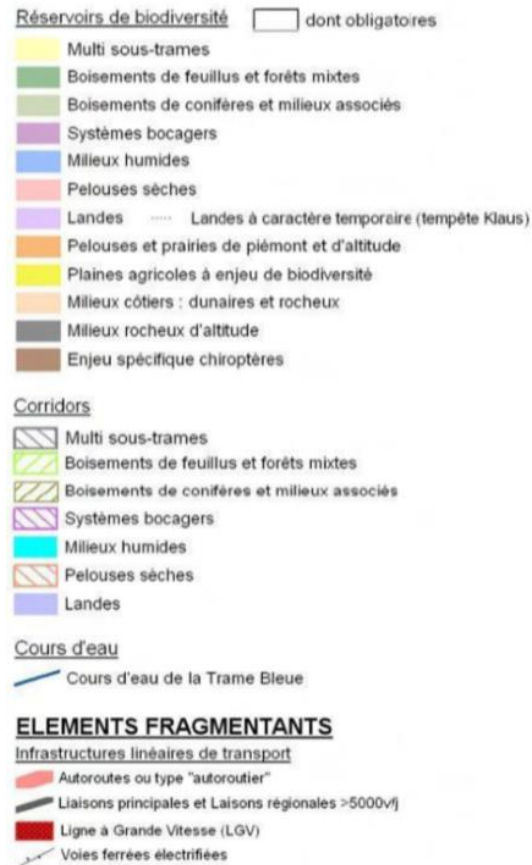 Réservoirs de biodiversité dont obligatoires
Multi sous-trames
Boisements de feuillus et forêts mixtes
Boisements de conifères et milieux associés
Systèmes bocagers
Milieux humides
Pelouses sèches
Landes Landes à caractère temporaire (tempête Klaus)
Pelouses et prairies de piémont et d'altitude
Plaines agricoles à enjeu de biodiversité
Milieux côtiers : dunaires et rocheux
Milieux rocheux d'altitude
Enjeu spécifique chiroptères
Corridors
Multi sous-trames
Boisements de feuillus et forêts mixtes
Boisements de conifères et milieux associés
Systèmes bocagers
Milieux humides
Pelouses sèches
Landes
Cours d'eau
Cours d'eau de la Trame Bleue
ELEMENTS FRAGMENTANTS
Infrastructures linéaires de transport
Autoroutes ou type "autoroutier"
Liaisons principales et Laisons régionales >5000v/j
Ligne à Grande Vitesse (LGV)
Voies ferrées électrifiées